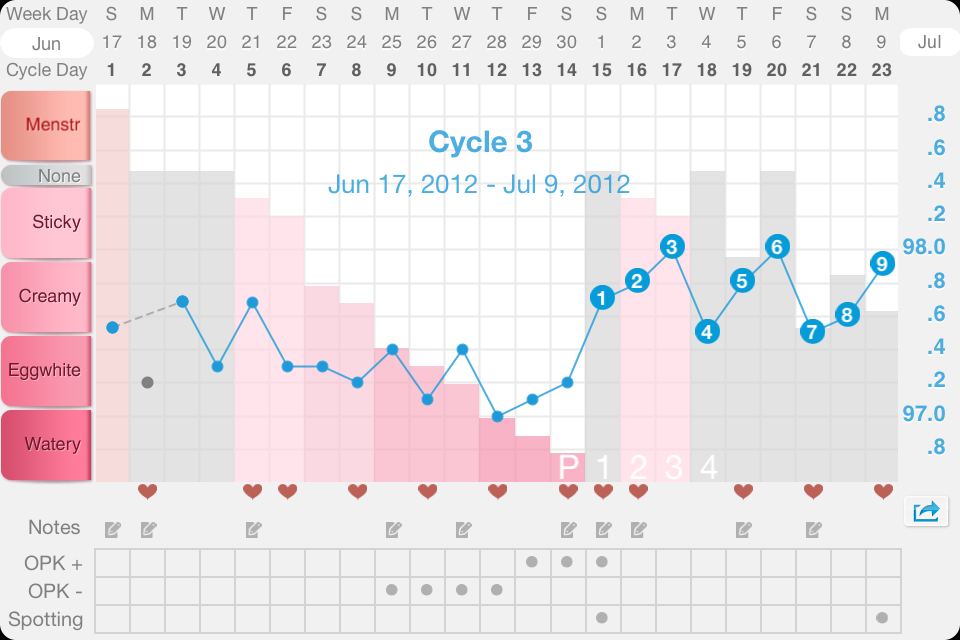 Week Day S M T W T F S S M T W T F S S M T W T F S S M
Jun 17 18 19 20 21 22 23 24 25 26 27 28 29 30 1 2 3 4 5 6 7 8 9 Jul
Cycle Day 1 2 3 4 5 6 7 8 9 10 11 12 13 14 15 16 17 18 19 20 21 22 23
.8
Menstr
Cycle 3
.6
None
Jun 17, 2012 - Jul 9, 2012
.4
Sticky
.2
3 6 98.0
9
Creamy
2 5 .8
1
8 .6
4 7
.4
Eggwhite
.2
97.0
Watery
.8
P 1 2 3 4
Notes
OPK +
OPK -
Spotting